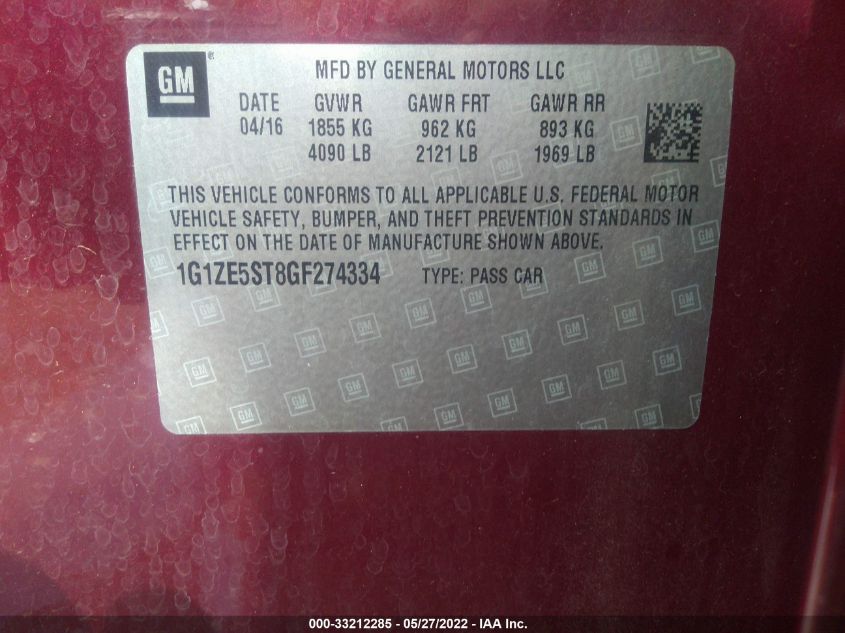 GM ®
MFD BY GENERAL MOTORS LLC
DATE GVWR GAWR FRT GAWR RR
04/16 1855 KG 962 KG 893 KG
4090 LB 2121 LB 1969 LB
THIS VEHICLE CONFORMS TO ALL APPLICABLE U.S. FEDERAL MOTOR
VEHICLE SAFETY, BUMPER, AND THEFT PREVENTION STANDARDS IN
EFFECT ON THE DATE OF MANUFACTURE SHOWN ABOVE.
1G1ZE5ST8GF274334 TYPE: PASS CAR
000-33212285 - 05/27/2022 - IAA Inc.